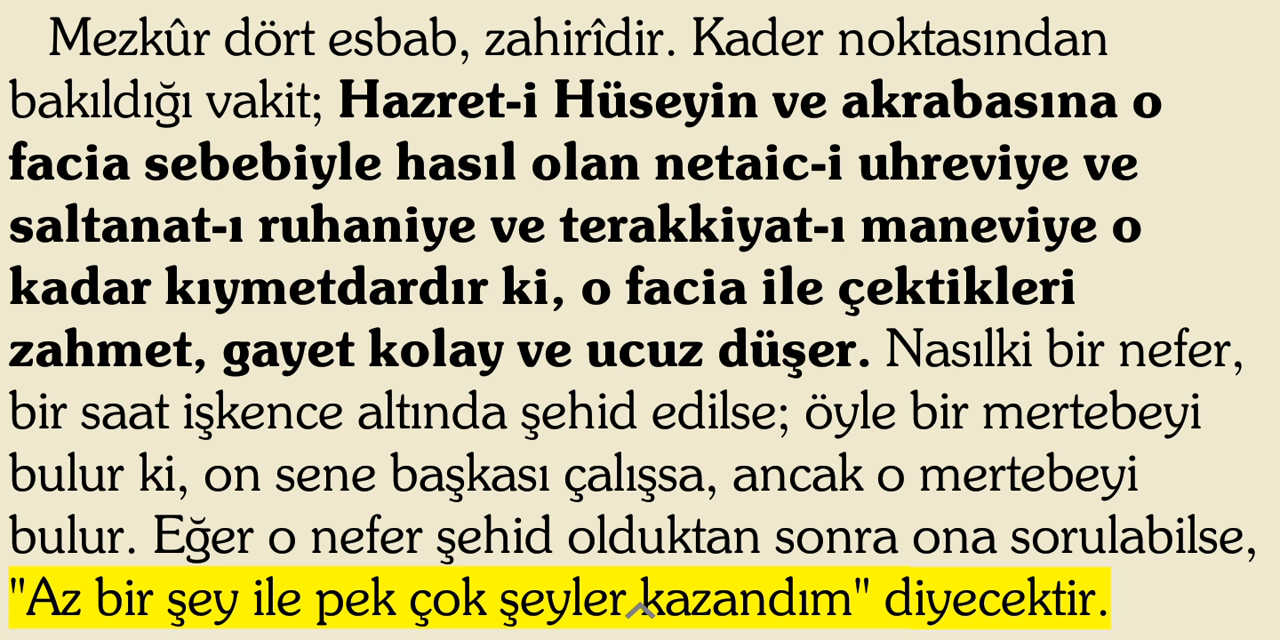 Mezkûr dört esbab, zahirîdir. Kader noktasından
bakıldığı vakit; Hazret-i Hüseyin ve akrabasına o
facia sebebiyle hasıl olan netaic-i uhreviye ve
saltanat-ı ruhaniye ve terakkiyat-ı maneviye o
kadar kıymetdardır ki, o facia ile çektikleri
zahmet, gayet kolay ve ucuz düşer. Nasılki bir nefer,
bir saat işkence altında şehid edilse; öyle bir mertebeyi
bulur ki, on sene başkası çalışsa, ancak o mertebeyi
bulur. Eğer o nefer şehid olduktan sonra ona sorulabilse,
"Az bir şey ile pek çok şeyler kazandım" diyecektir.